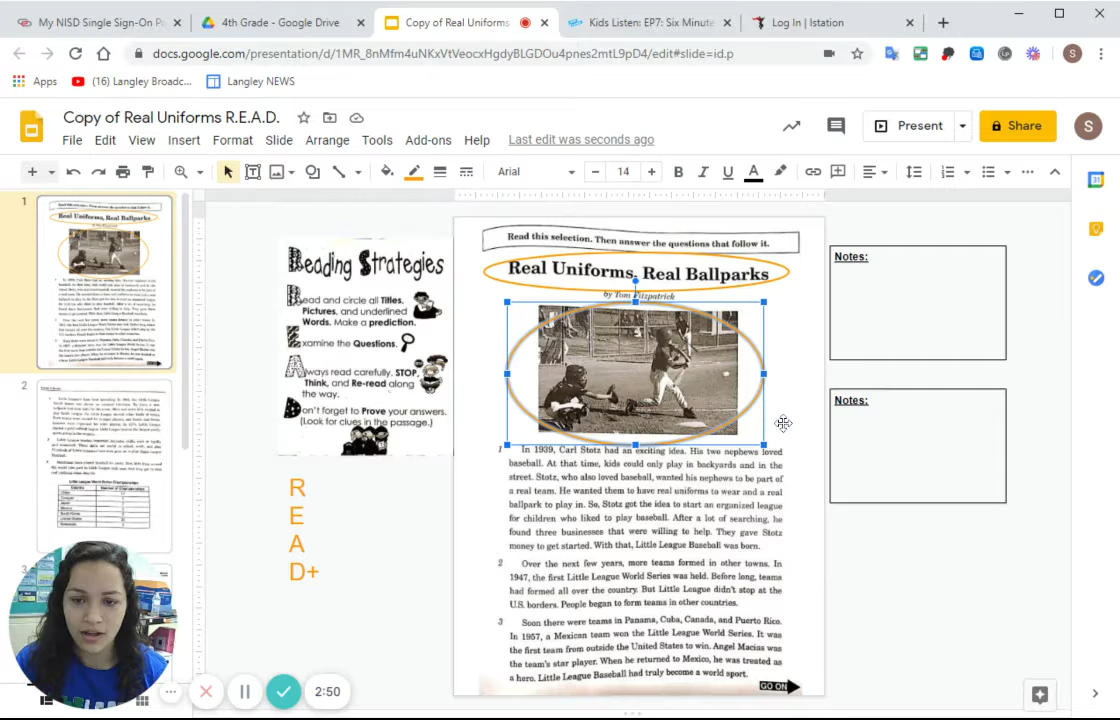 My NISD Single Sign-On P
4th Grade - Google Drive
Copy of Real Uniforms
Kids Listen: EP7: Six Minute
Log In | Istation
docs.google.com/presentation/d/1MR_8nMfm4uNKxVtVeocxHgdyBLGDOu4pnes2mtL9pD4/edit#slide=id.p
S
Apps
(16) Langley Broadc...
Langley NEWS
Copy of Real Uniforms R.E.A.D.
File Edit View Insert Format Slide Arrange Tools Add-ons Help
Last edit was seconds ago
Present
Share
S
Arial
14
B I U A
1
2
3
Reading Strategies
Read and circle all Titles,
Pictures, and underlined
Words. Make a prediction.
Examine the Questions.
Always read carefully. STOP,
Think, and Re-read along
the way.
Don't forget to Prove your answers.
(Look for clues in the passage.)
R
E
A
D+
Read this selection. Then answer the questions that follow it.
Real Uniforms, Real Ballparks
by Tom Fitzpatrick
1 In 1939, Carl Stotz had an exciting idea. His two nephews loved
baseball. At that time, kids could only play in backyards and in the
street. Stotz, who also loved baseball, wanted his nephews to be part of
a real team. He wanted them to have real uniforms to wear and a real
ballpark to play in. So, Stotz got the idea to start an organized league
for children who liked to play baseball. After a lot of searching, he
found three businesses that were willing to help. They gave Stotz
money to get started. With that, Little League Baseball was born.
2 Over the next few years, more teams formed in other towns. In
1947, the first Little League World Series was held. Before long, teams
had formed all over the country. But Little League didn't stop at the
U.S. borders. People began to form teams in other countries.
3 Soon there were teams in Panama, Cuba, Canada, and Puerto Rico.
In 1957, a Mexican team won the Little League World Series. It was
the first team from outside the United States to win. Angel Macias was
the team's star player. When he returned to Mexico, he was treated as
a hero. Little League Baseball had truly become a world sport.
GO ON
Notes:
Notes:
2:50